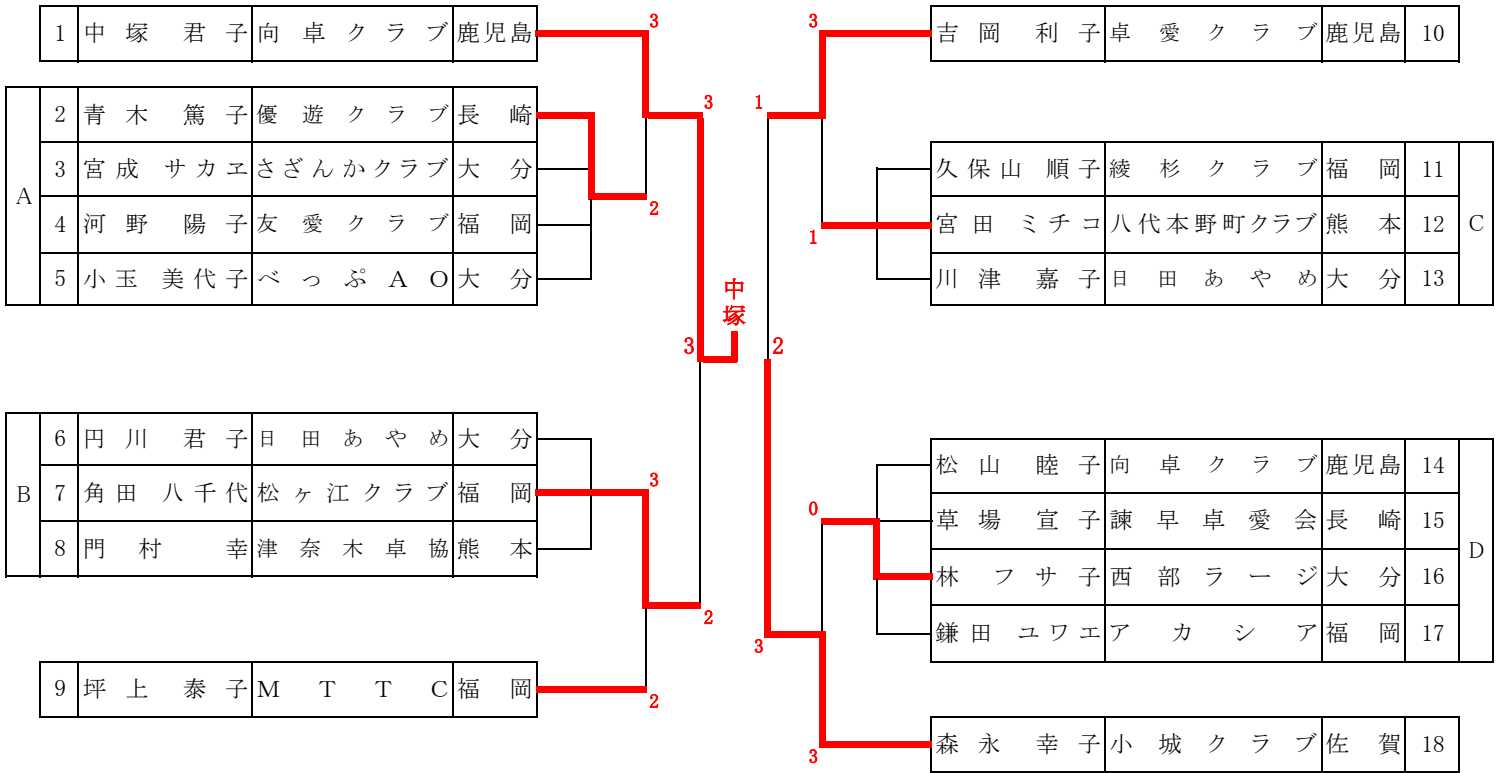 1 中塚 君子 向卓クラブ 鹿児島
A
2 青木 篤子 優遊クラブ 長崎
3 宮成 サカヱ さざんかクラブ 大分
4 河野 陽子 友愛クラブ 福岡
5 小玉 美代子 べっぷAO 大分
B
6 円川 君子 日田あやめ 大分
7 角田 八千代 松ヶ江クラブ 福岡
8 門村 幸 津奈木卓協 熊本
9 坪上 泰子 MTTC 福岡
3
3
2
3
3
2
2
中塚
3
1
1
2
0
3
3
吉岡 利子 卓愛クラブ 鹿児島 10
久保山 順子 綾杉クラブ 福岡 11
宮田 ミチコ 八代本野町クラブ 熊本 12
川津 嘉子 日田あやめ 大分 13
C
松山 睦子 向卓クラブ 鹿児島 14
草場 宣子 諫早卓愛会 長崎 15
林 フサ子 西部ラージ 大分 16
鎌田 ユワエ アカシア 福岡 17
D
森永 幸子 小城クラブ 佐賀 18